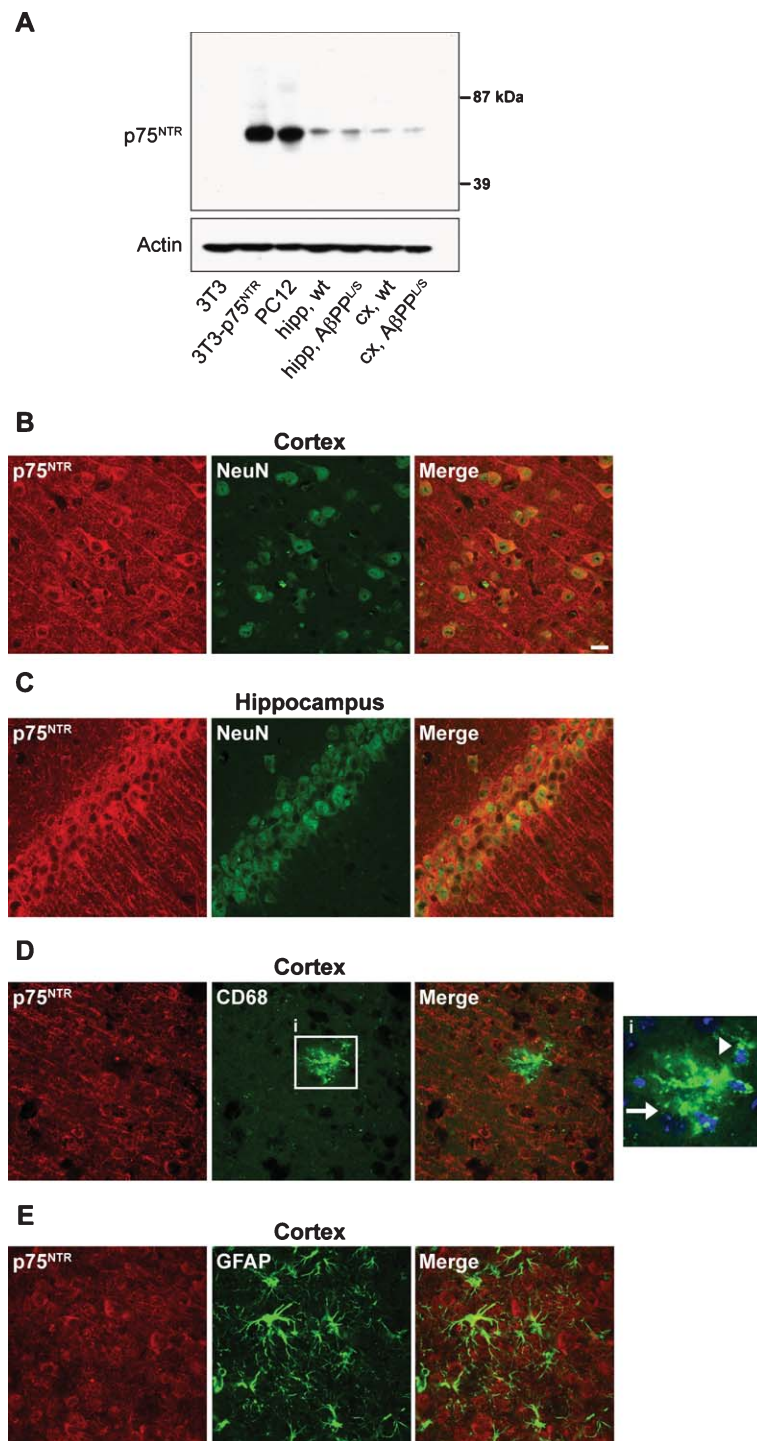 A
p75NTR
87 kDa
39
Actin
3T3
3T3-p75NTR
PC12
hipp, wt
hipp, AβPPL/S
cx, wt
cx, AβPPL/S
B
Cortex
p75NTR NeuN Merge
C
Hippocampus
p75NTR NeuN Merge
D
Cortex
p75NTR CD68 Merge
i
i
E
Cortex
p75NTR GFAP Merge